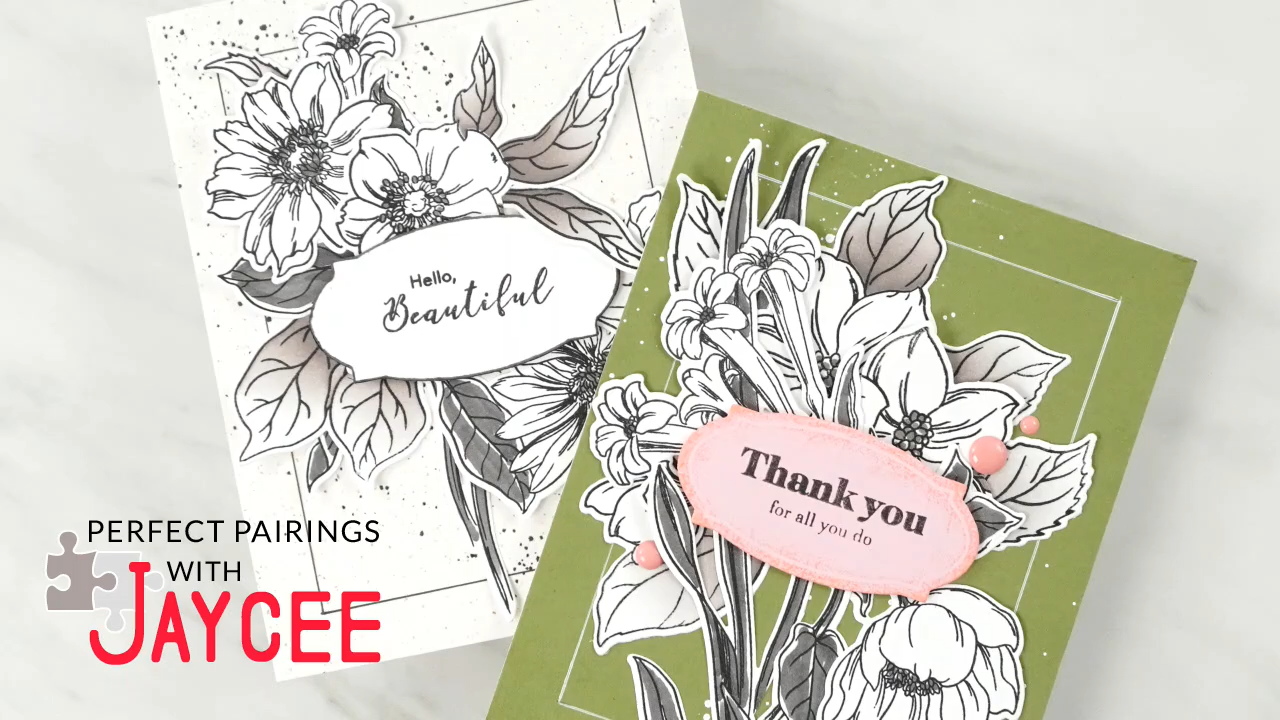 Hello,
Beautiful
Thank you
for all you do
PERFECT PAIRINGS
WITH
JAYCEE